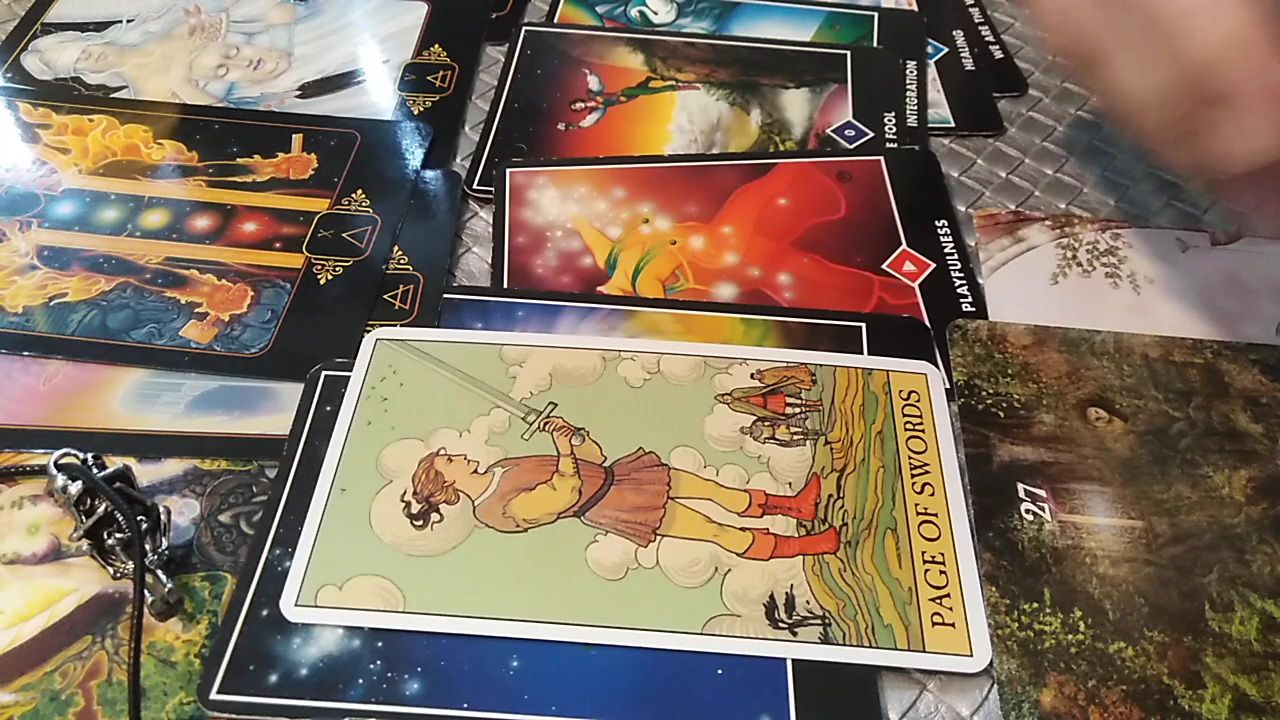 WE ARE THE W
HEALING
INTEGRATION
E FOOL
0
V
X
PLAYFULNESS
27
PAGE OF SWORDS